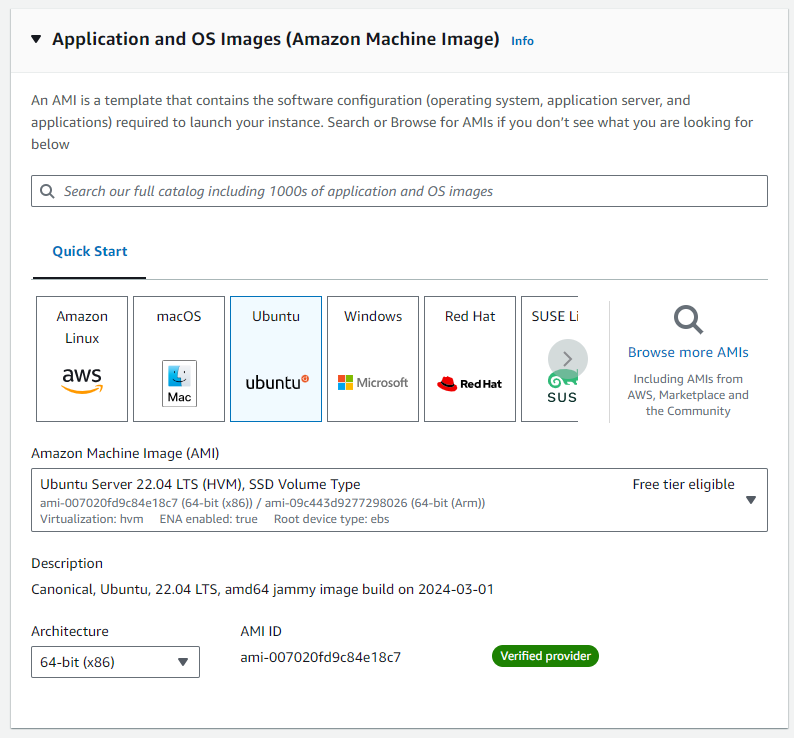 Application and OS Images (Amazon Machine Image) Info
An AMI is a template that contains the software configuration (operating system, application server, and
applications) required to launch your instance. Search or Browse for AMIs if you don't see what you are looking for
below
Search our full catalog including 1000s of application and OS images
Quick Start
Amazon
Linux
aws
macOS
Mac
Ubuntu
ubuntu
Windows
Microsoft
Red Hat
Red Hat
SUSE Li
SUS
Browse more AMIs
Including AMIs from
AWS, Marketplace and
the Community
Amazon Machine Image (AMI)
Ubuntu Server 22.04 LTS (HVM), SSD Volume Type
Free tier eligible
ami-007020fd9c84e18c7 (64-bit (x86)) / ami-09c443d9277298026 (64-bit (Arm))
Virtualization: hvm ENA enabled: true Root device type: ebs
Description
Canonical, Ubuntu, 22.04 LTS, amd64 jammy image build on 2024-03-01
Architecture
64-bit (x86)
AMI ID
ami-007020fd9c84e18c7
Verified provider